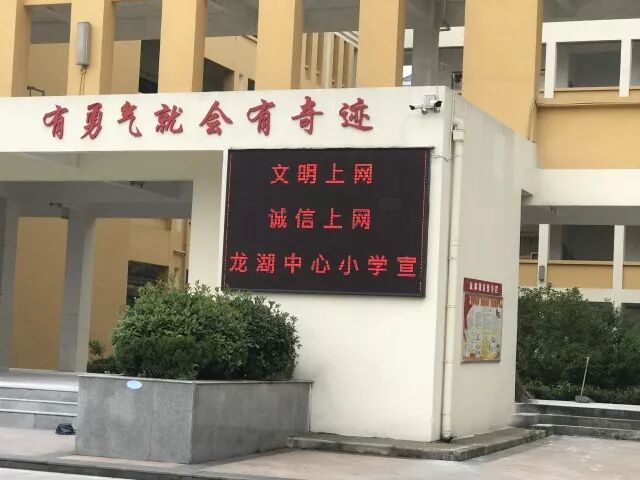 有勇气就会有奇迹
文明上网
诚信上网
龙湖中心小学宣